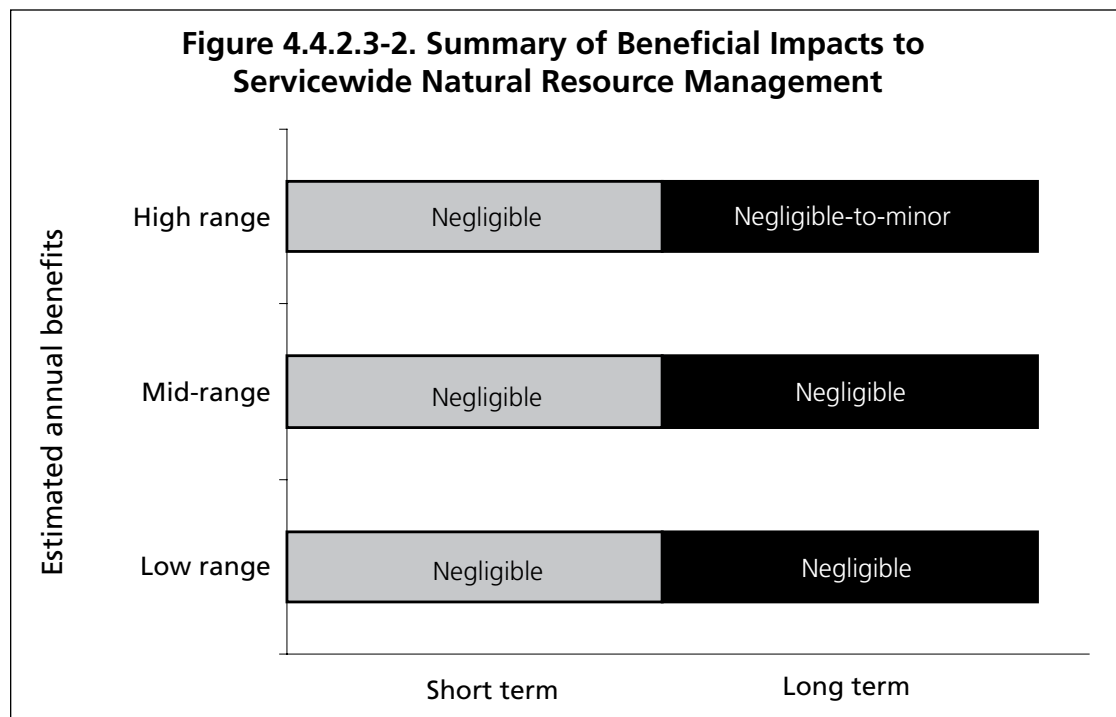 Figure 4.4.2.3-2. Summary of Beneficial Impacts to
Servicewide Natural Resource Management
Estimated annual benefits
High range
Negligible
Negligible-to-minor
Mid-range
Negligible
Negligible
Low range
Negligible
Negligible
Short term
Long term